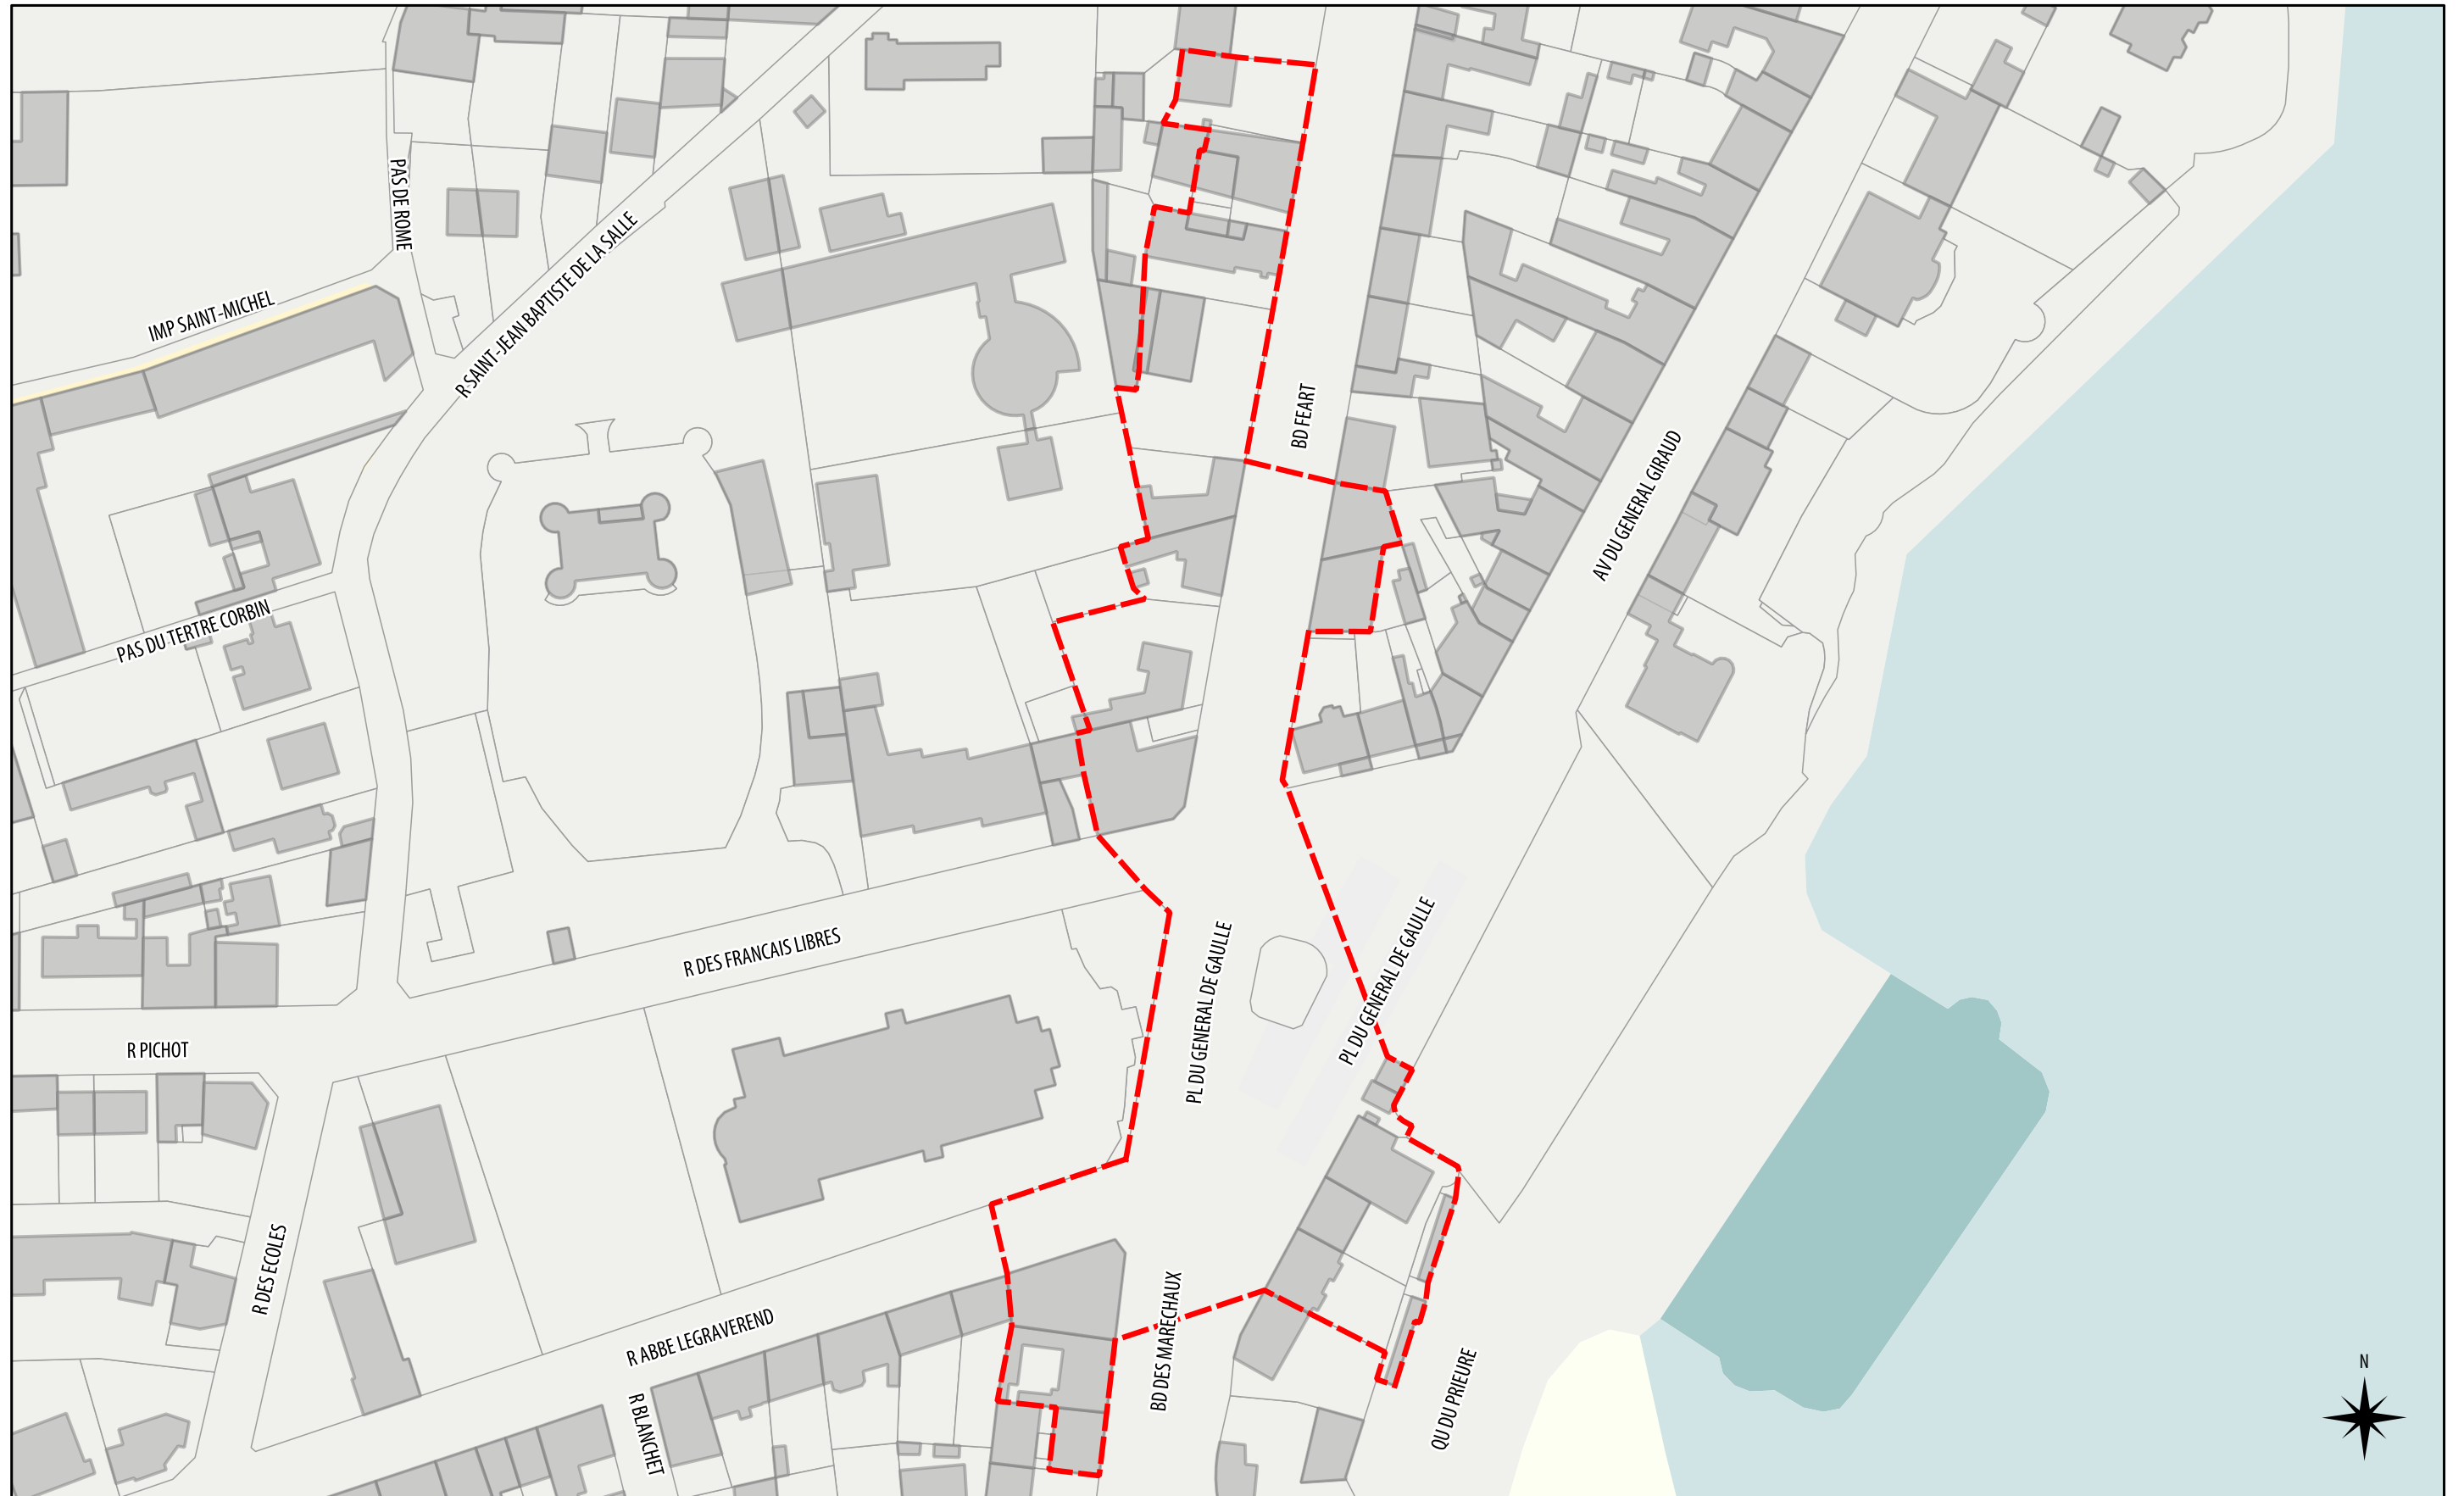 PAS DE ROME
IMP SAINT-MICHEL
R SAINT-JEAN BAPTISTE DE LA SALLE
BD FEART
AV DU GENERAL GIRAUD
PAS DU TERTRE CORBIN
R DES FRANCAIS LIBRES
PL DU GENERAL DE GAULLE
PL DU GENERAL DE GAULLE
R PICHOT
R DES ECOLES
R ABBE LEGRAVEREND
BD DES MARECHAUX
R BLANCHET
QU DU PRIEURE
N